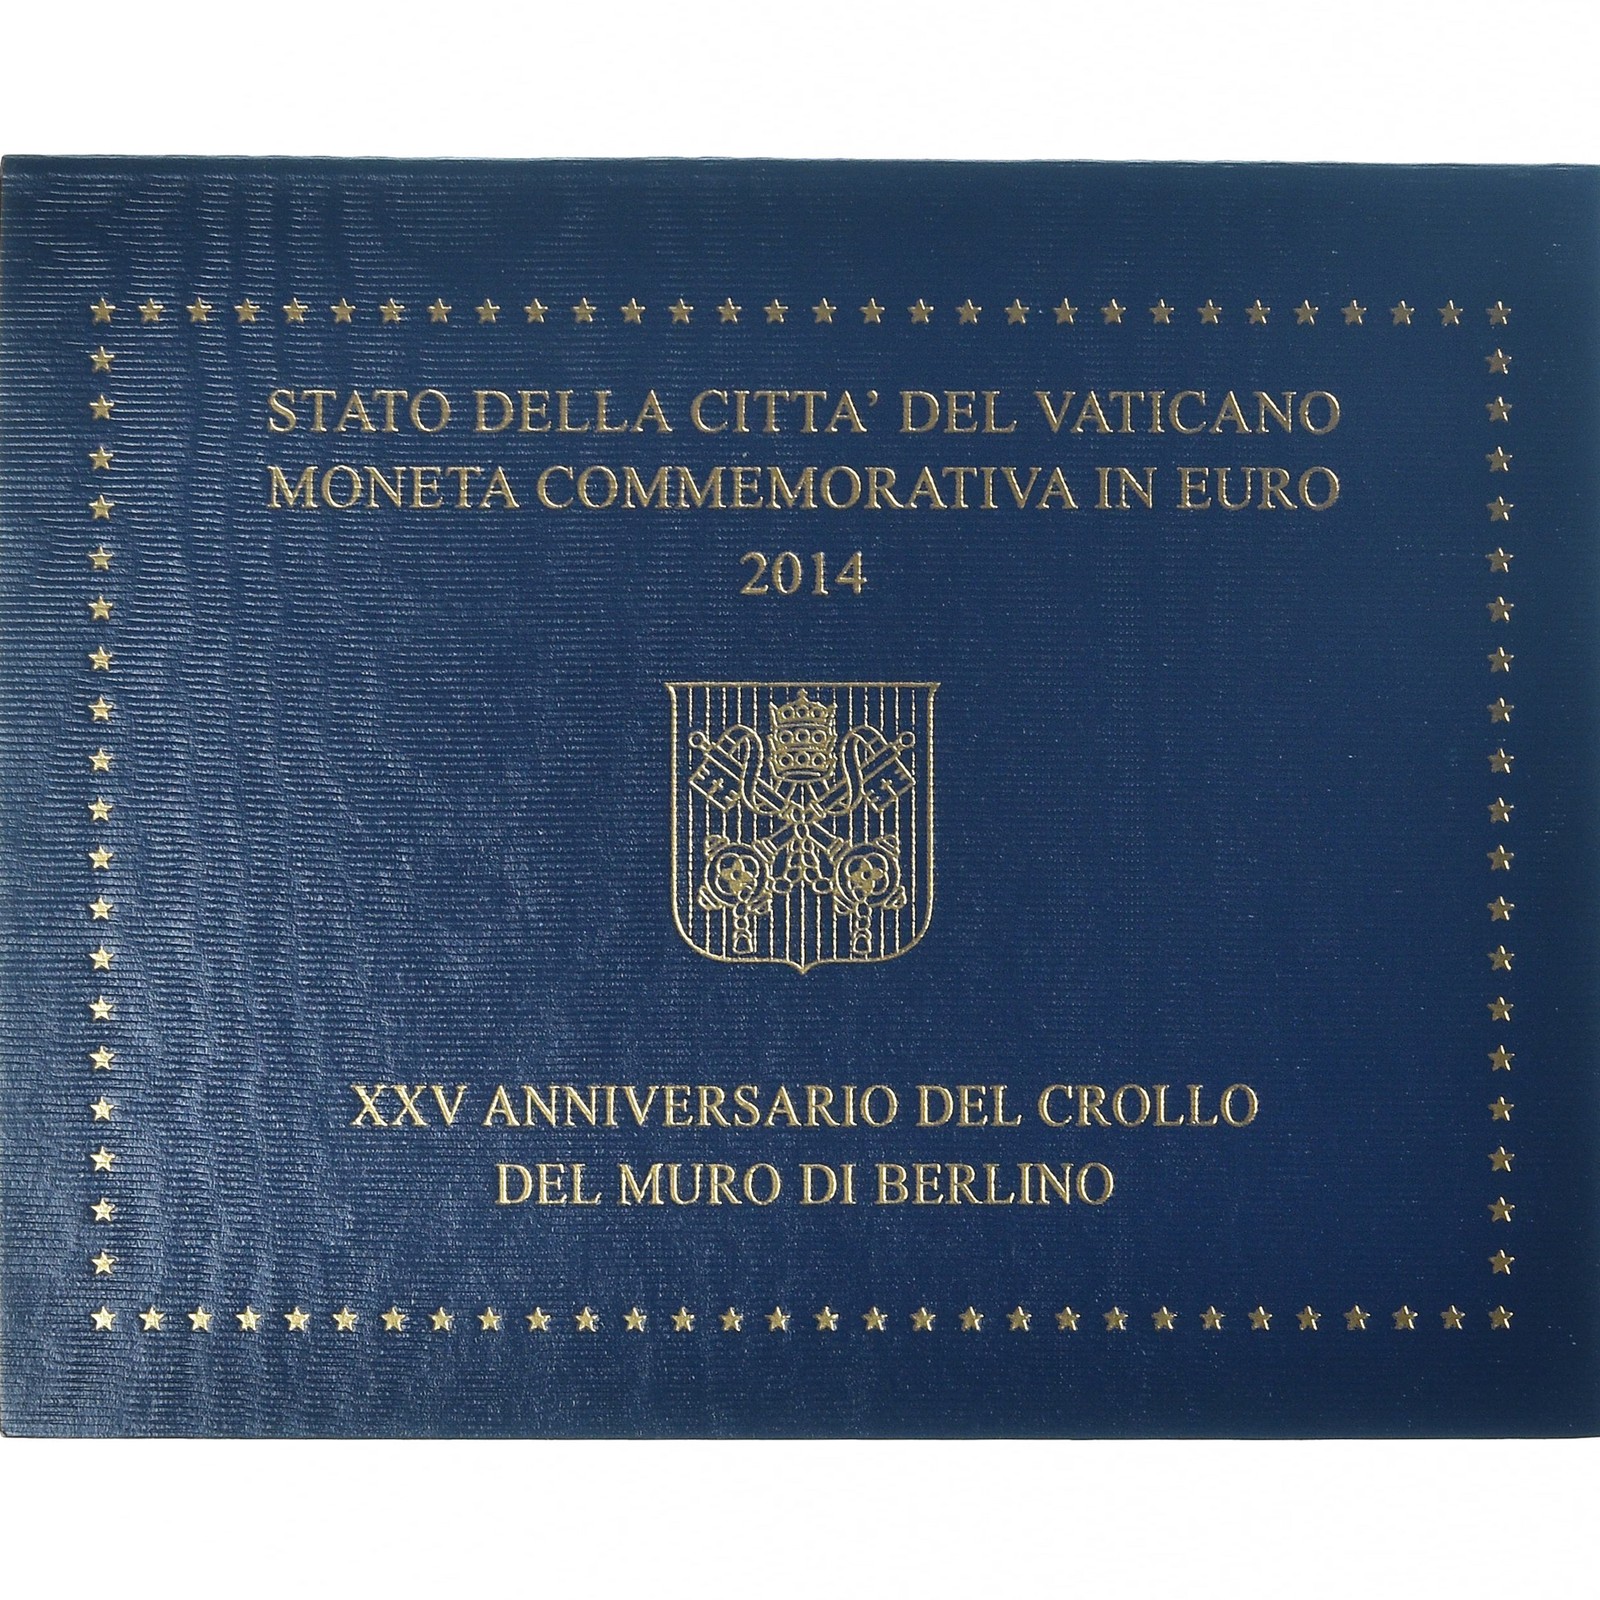 STATO DELLA CITTA' DEL VATICANO
MONETA COMMEMORATIVA IN EURO
2014
XXV ANNIVERSARIO DEL CROLLO
DEL MURO DI BERLINO